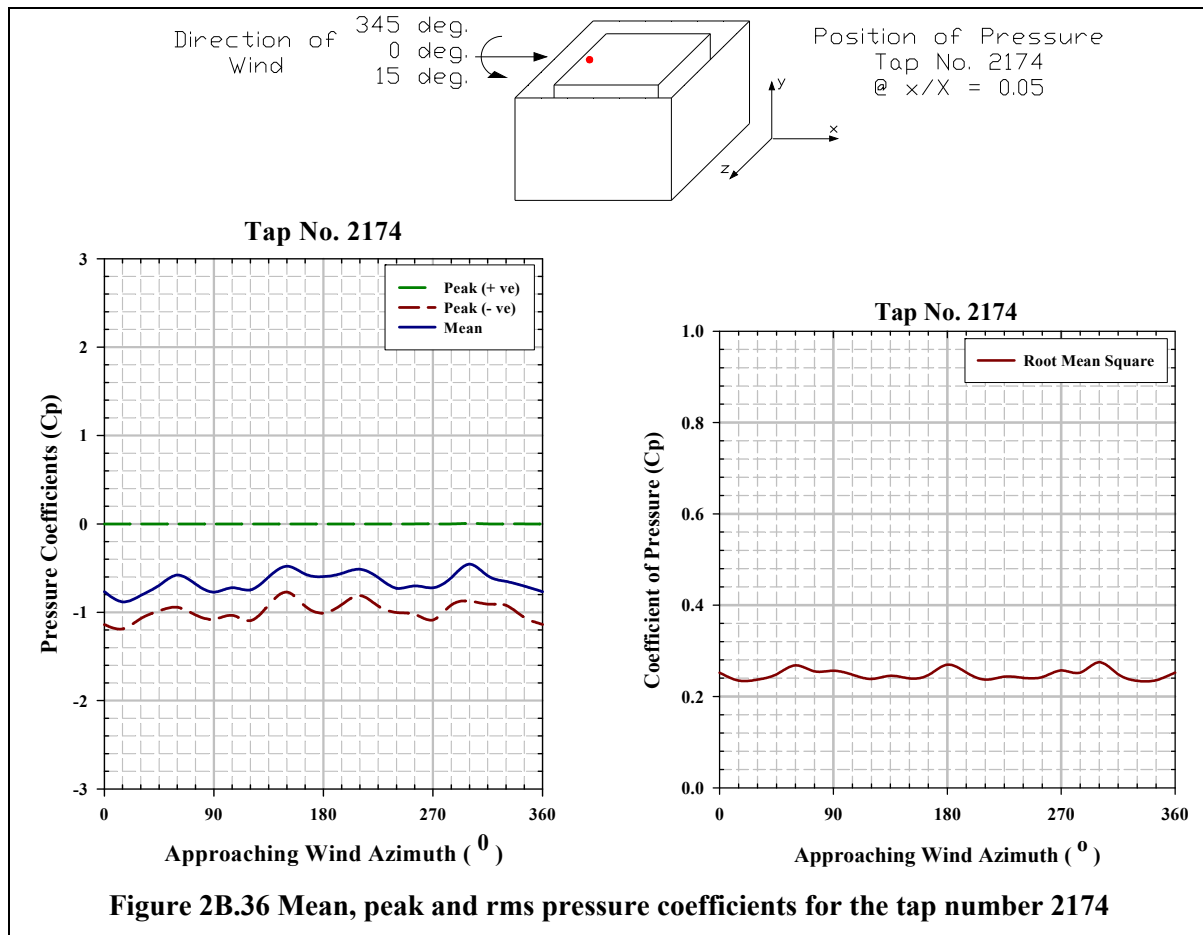 Direction of
Wind
345 deg.
0 deg.
15 deg.
Position of Pressure
Tap No. 2174
@ x/X = 0.05
y
x
z
Tap No. 2174
Peak (+ ve)
Peak (- ve)
Mean
3
2
1
0
-1
-2
-3
Pressure Coefficients (Cp)
0 90 180 270 360
Approaching Wind Azimuth ( 0 )
Tap No. 2174
Root Mean Square
1.0
0.8
0.6
0.4
0.2
0.0
Coefficient of Pressure (Cp)
0 90 180 270 360
Approaching Wind Azimuth ( o )
Figure 2B.36 Mean, peak and rms pressure coefficients for the tap number 2174